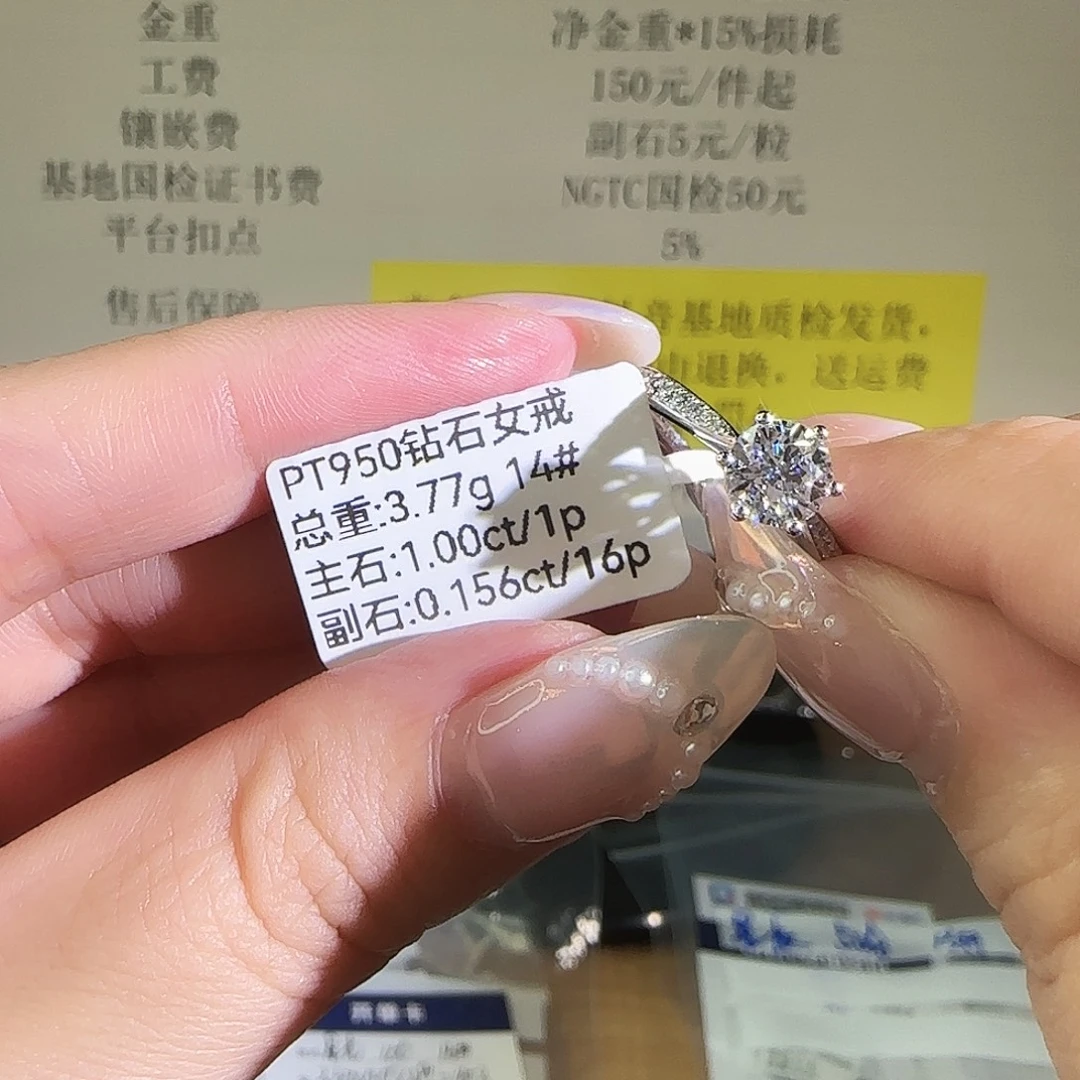 金重 净金重*15%损耗
工费 150元/件起
镶嵌费 副石5元/粒
基地国检证书费 NGTC国检50元
平台扣点 5%
售后保障
音基地质检发货,
由退换, 送运费
PT950钻石女戒
总重:3.77g 14#
主石:1.00ct/1p
副石:0.156ct/16p